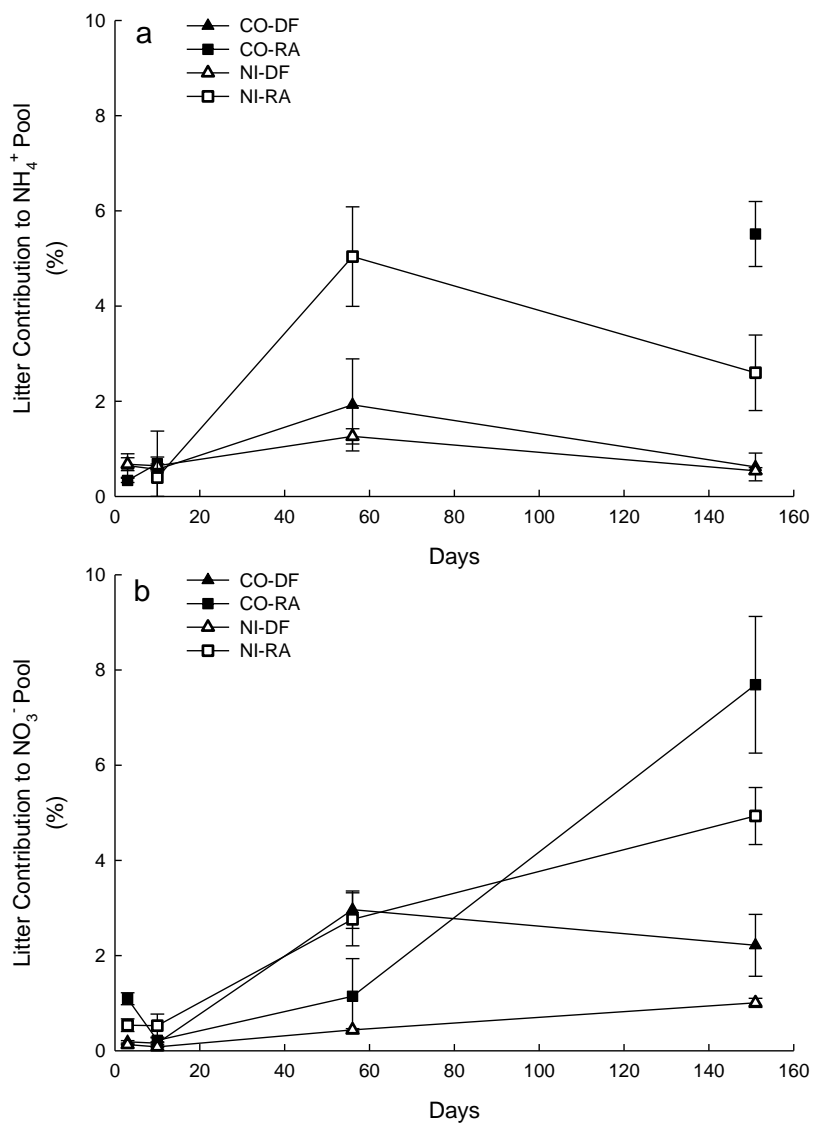 a
CO-DF
CO-RA
NI-DF
NI-RA
Litter Contribution to NH₄⁺ Pool
(%)
10
8
6
4
2
0
0 20 40 60 80 100 120 140 160
Days
b
CO-DF
CO-RA
NI-DF
NI-RA
Litter Contribution to NO₃⁻ Pool
(%)
10
8
6
4
2
0
0 20 40 60 80 100 120 140 160
Days